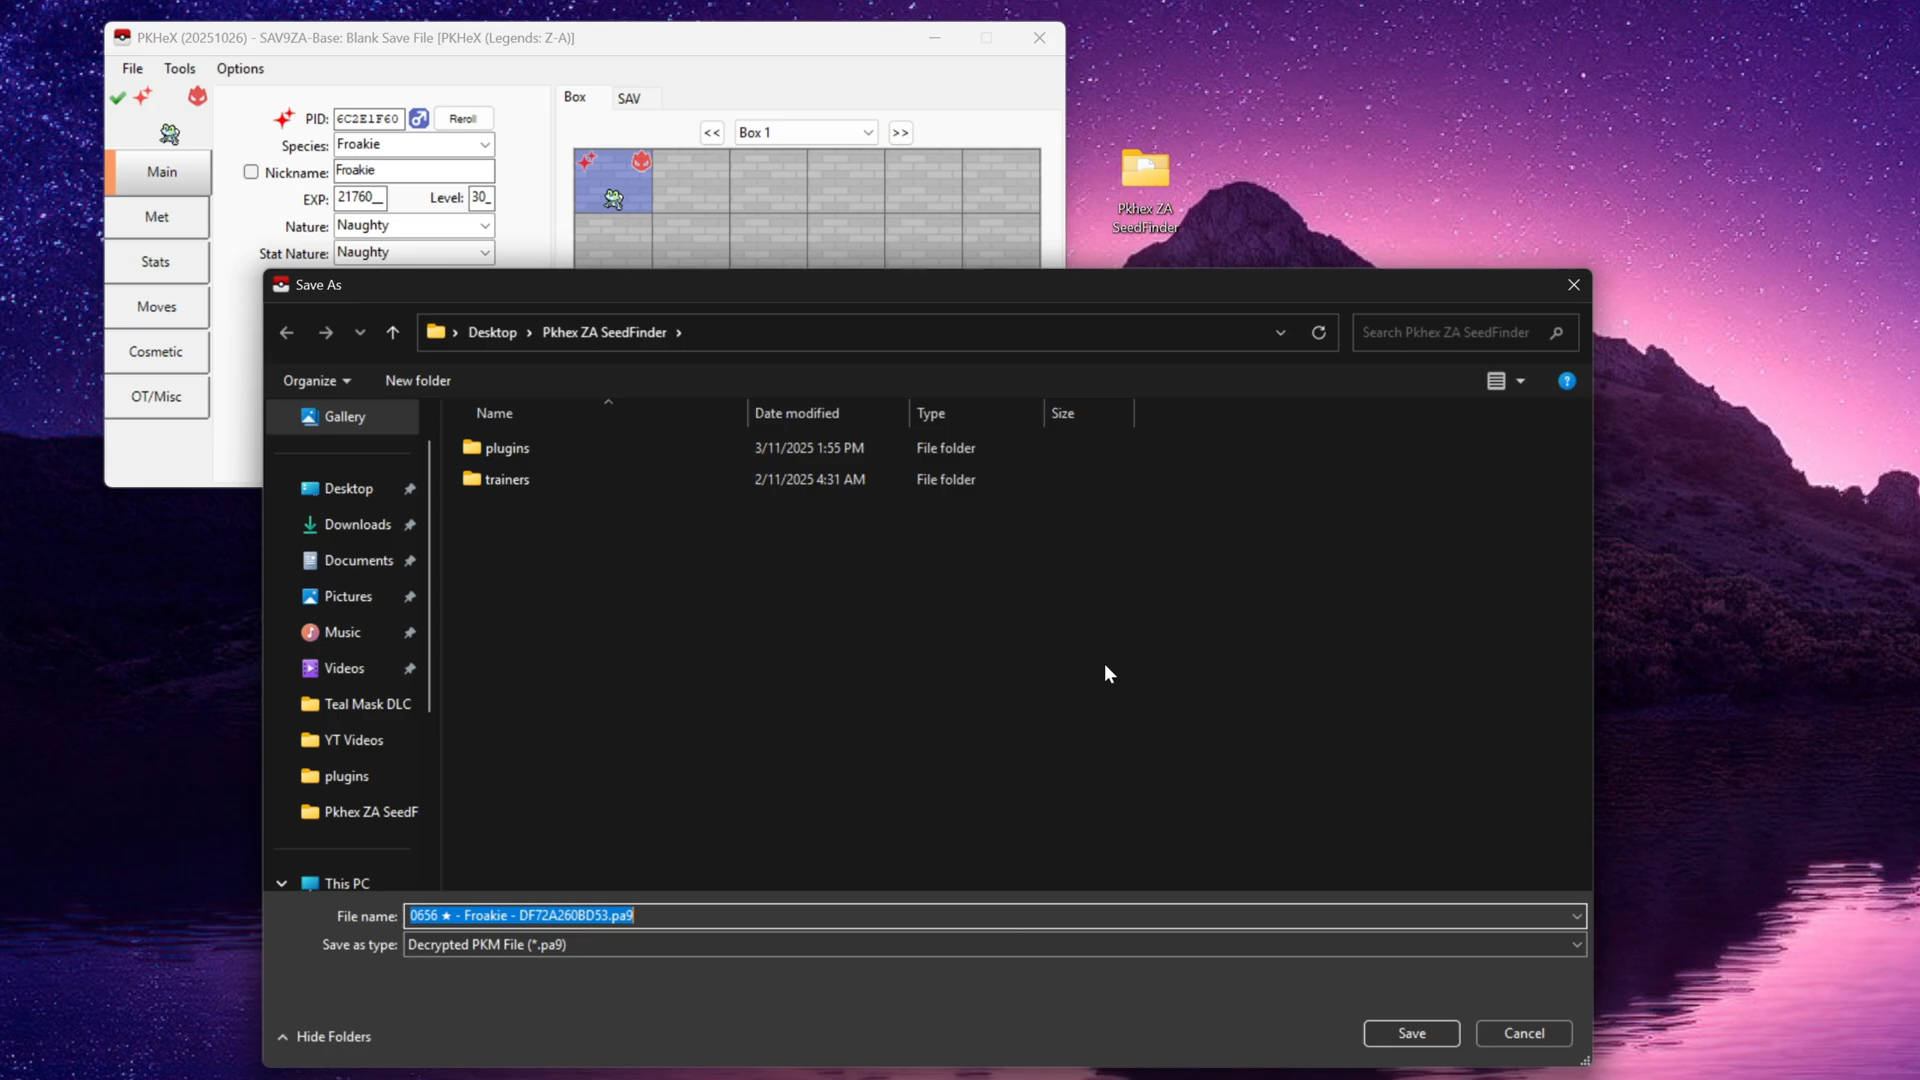 PKHeX (20251026) - SAV9ZA-Base: Blank Save File [PKHeX (Legends: Z-A)]
File Tools Options
PID: 6C2E1F60 Reroll
Species: Froakie
Nickname: Froakie
EXP: 21760__ Level: 30_
Nature: Naughty
Stat Nature: Naughty
Main
Met
Stats
Moves
Cosmetic
OT/Misc
Box SAV
<< Box 1 >>
Pkhex ZA
SeedFinder
Save As
Desktop › Pkhex ZA SeedFinder ›
Search Pkhex ZA SeedFinder
Organize New folder
Name Date modified Type Size
plugins 3/11/2025 1:55 PM File folder
trainers 2/11/2025 4:31 AM File folder
Gallery
Desktop
Downloads
Documents
Pictures
Music
Videos
Teal Mask DLC
YT Videos
plugins
Pkhex ZA SeedF
This PC
File name: 0656 ★ - Froakie - DF72A260BD53.pa9
Save as type: Decrypted PKM File (*.pa9)
Hide Folders
Save Cancel